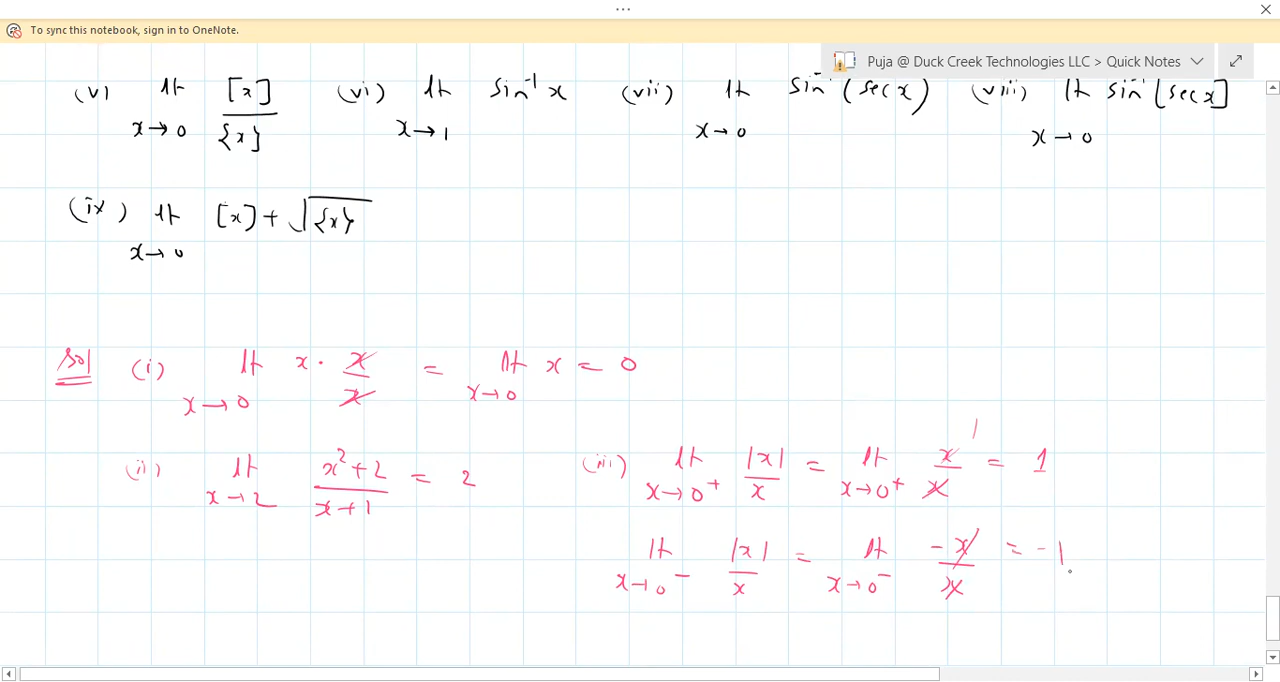 To sync this notebook, sign in to OneNote.
Puja @ Duck Creek Technologies LLC > Quick Notes
(v) lt x→0 [x]/{x} (vi) lt x→1 sin⁻¹ x (vii) lt x→0 sin⁻¹(sec x) (viii) lt x→0 sin⁻¹[sec x]
(ix) lt x→0 [x] + √{x}
Sol (i) lt x→0 x · x/x = lt x→0 x = 0
(ii) lt x→2 x²+2/x+1 = 2 (iii) lt x→0⁺ |x|/x = lt x→0⁺ x/x 1 = 1
lt x→0⁻ |x|/x = lt x→0⁻ -x/x = -1